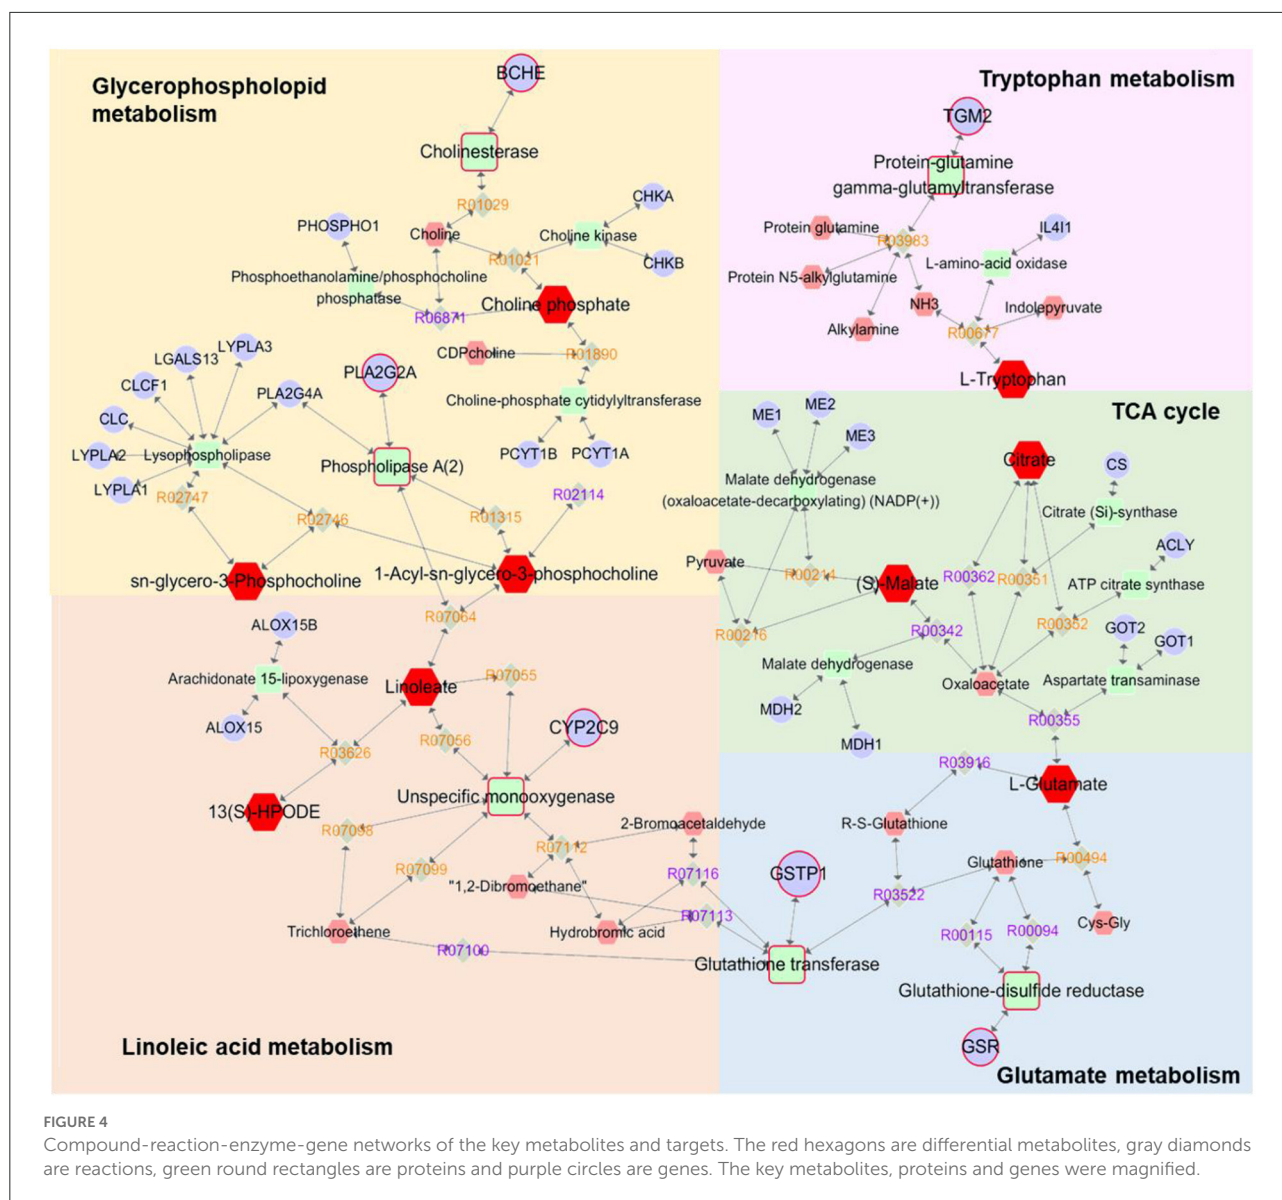 Glycerophospholopid
metabolism
BCHE
Cholinesterase
R01029
CHKA
PHOSPHO1
Choline
Choline kinase
R01021
CHKB
Phosphoethanolamine/phosphocholine
phosphatase
Choline phosphate
R06871
CDPcholine
R01890
LYPLA3
LGALS13
PLA2G2A
CLCF1
PLA2G4A
Choline-phosphate cytidylyltransferase
CLC
LYPLA2
Lysophospholipase
Phospholipase A(2)
PCYT1B
PCYT1A
LYPLA1
R02747
R02114
R02746
R01315
sn-glycero-3-Phosphocholine
1-Acyl-sn-glycero-3-phosphocholine
Tryptophan metabolism
TGM2
Protein-glutamine
gamma-glutamyltransferase
Protein glutamine
IL4I1
R03983
L-amino-acid oxidase
Protein N5-alkylglutamine
NH3
Indolepyruvate
Alkylamine
R00677
L-Tryptophan
TCA cycle
ME1
ME2
ME3
Citrate
CS
Malate dehydrogenase
(oxaloacetate-decarboxylating) (NADP(+))
Citrate (Si)-synthase
ACLY
Pyruvate
R00214
(S)-Malate
R00362
R00351
ATP citrate synthase
R00216
R00342
R00352
GOT2
GOT1
Malate dehydrogenase
Oxaloacetate
Aspartate transaminase
MDH2
R00355
MDH1
R07064
ALOX15B
Arachidonate 15-lipoxygenase
Linoleate
R07055
ALOX15
R07056
CYP2C9
R03626
Unspecific monooxygenase
13(S)-HPODE
R07098
R07112
2-Bromoacetaldehyde
R07099
"1,2-Dibromoethane"
R07116
Trichloroethene
Hydrobromic acid
R07113
R07100
Linoleic acid metabolism
R03916
L-Glutamate
R-S-Glutathione
Glutathione
R00494
GSTP1
R03522
Cys-Gly
R00115
R00094
Glutathione transferase
Glutathione-disulfide reductase
GSR
Glutamate metabolism
FIGURE 4
Compound-reaction-enzyme-gene networks of the key metabolites and targets. The red hexagons are differential metabolites, gray diamonds
are reactions, green round rectangles are proteins and purple circles are genes. The key metabolites, proteins and genes were magnified.